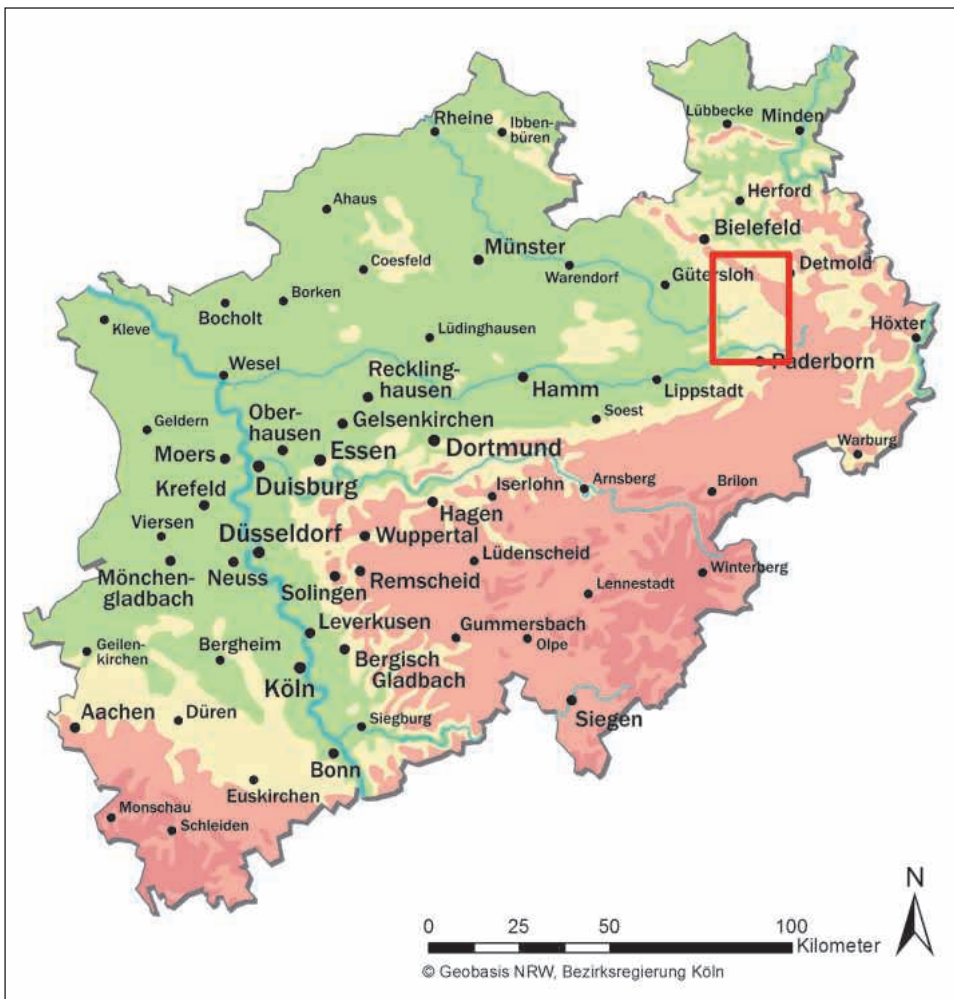 Rheine
Ibben-
büren
Lübbecke
Minden
Ahaus
Herford
Bielefeld
Münster
Coesfeld
Warendorf
Gütersloh
Detmold
Borken
Bocholt
Kleve
Lüdinghausen
Höxter
Wesel
Reckling-
hausen
Hamm
Lippstadt
Paderborn
Geldern
Ober-
hausen
Gelsenkirchen
Soest
Moers
Essen
Dortmund
Warburg
Duisburg
Krefeld
Iserlohn
Arnsberg
Brilon
Hagen
Viersen
Düsseldorf
Wuppertal
Lüdenscheid
Winterberg
Mönchen-
gladbach
Neuss
Solingen
Remscheid
Lennestadt
Leverkusen
Gummersbach
Olpe
Geilen-
kirchen
Bergheim
Köln
Bergisch
Gladbach
Aachen
Düren
Siegburg
Siegen
Bonn
Euskirchen
Monschau
Schleiden
N
0 25 50 100
Kilometer
© Geobasis NRW, Bezirksregierung Köln